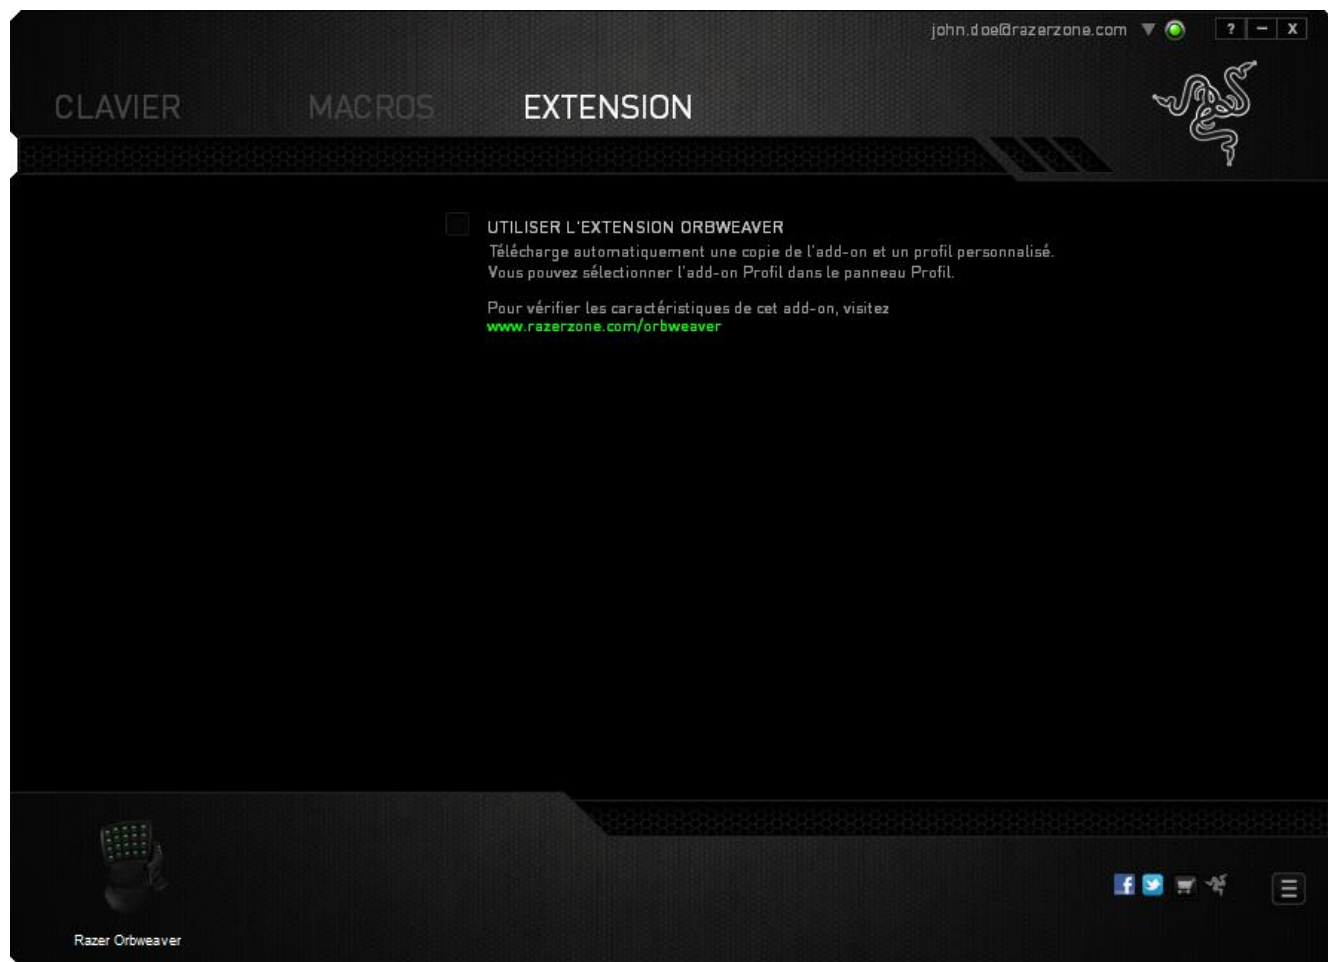 john.doe@razerzone.com
? – X
CLAVIER MACROS EXTENSION
UTILISER L'EXTENSION ORBWEAVER
Télécharge automatiquement une copie de l'add-on et un profil personnalisé.
Vous pouvez sélectionner l'add-on Profil dans le panneau Profil.
Pour vérifier les caractéristiques de cet add-on, visitez
www.razerzone.com/orbweaver
f
Razer Orbweaver